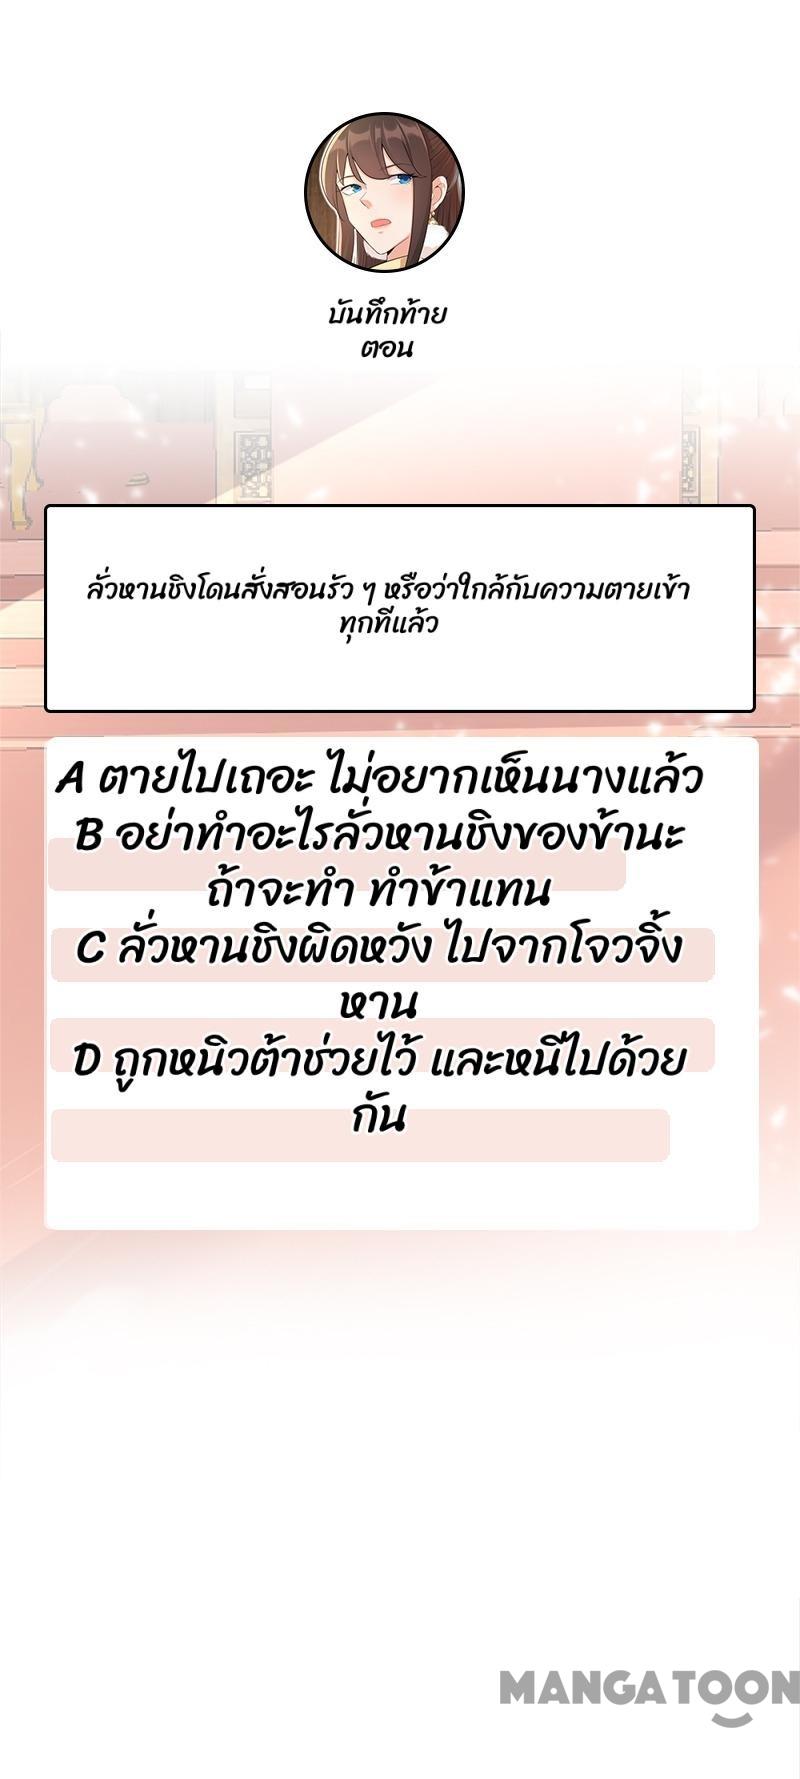 บันทึกท้าย
ตอน
ลั่วหานชิงโดนสั่งสอนรัว ๆ หรือว่าใกล้กับความตายเข้า
ทุกทีแล้ว
A ตายไปเถอะ ไม่อยากเห็นนางแล้ว
B อย่าทำอะไรลั่วหานชิงของข้านะ
ถ้าจะทำ ทำข้าแทน
C ลั่วหานชิงผิดหวัง ไปจากโจวจิ้ง
หาน
D ถูกหนิวต้าช่วยไว้ และหนีไปด้วย
กัน
MANGATOON